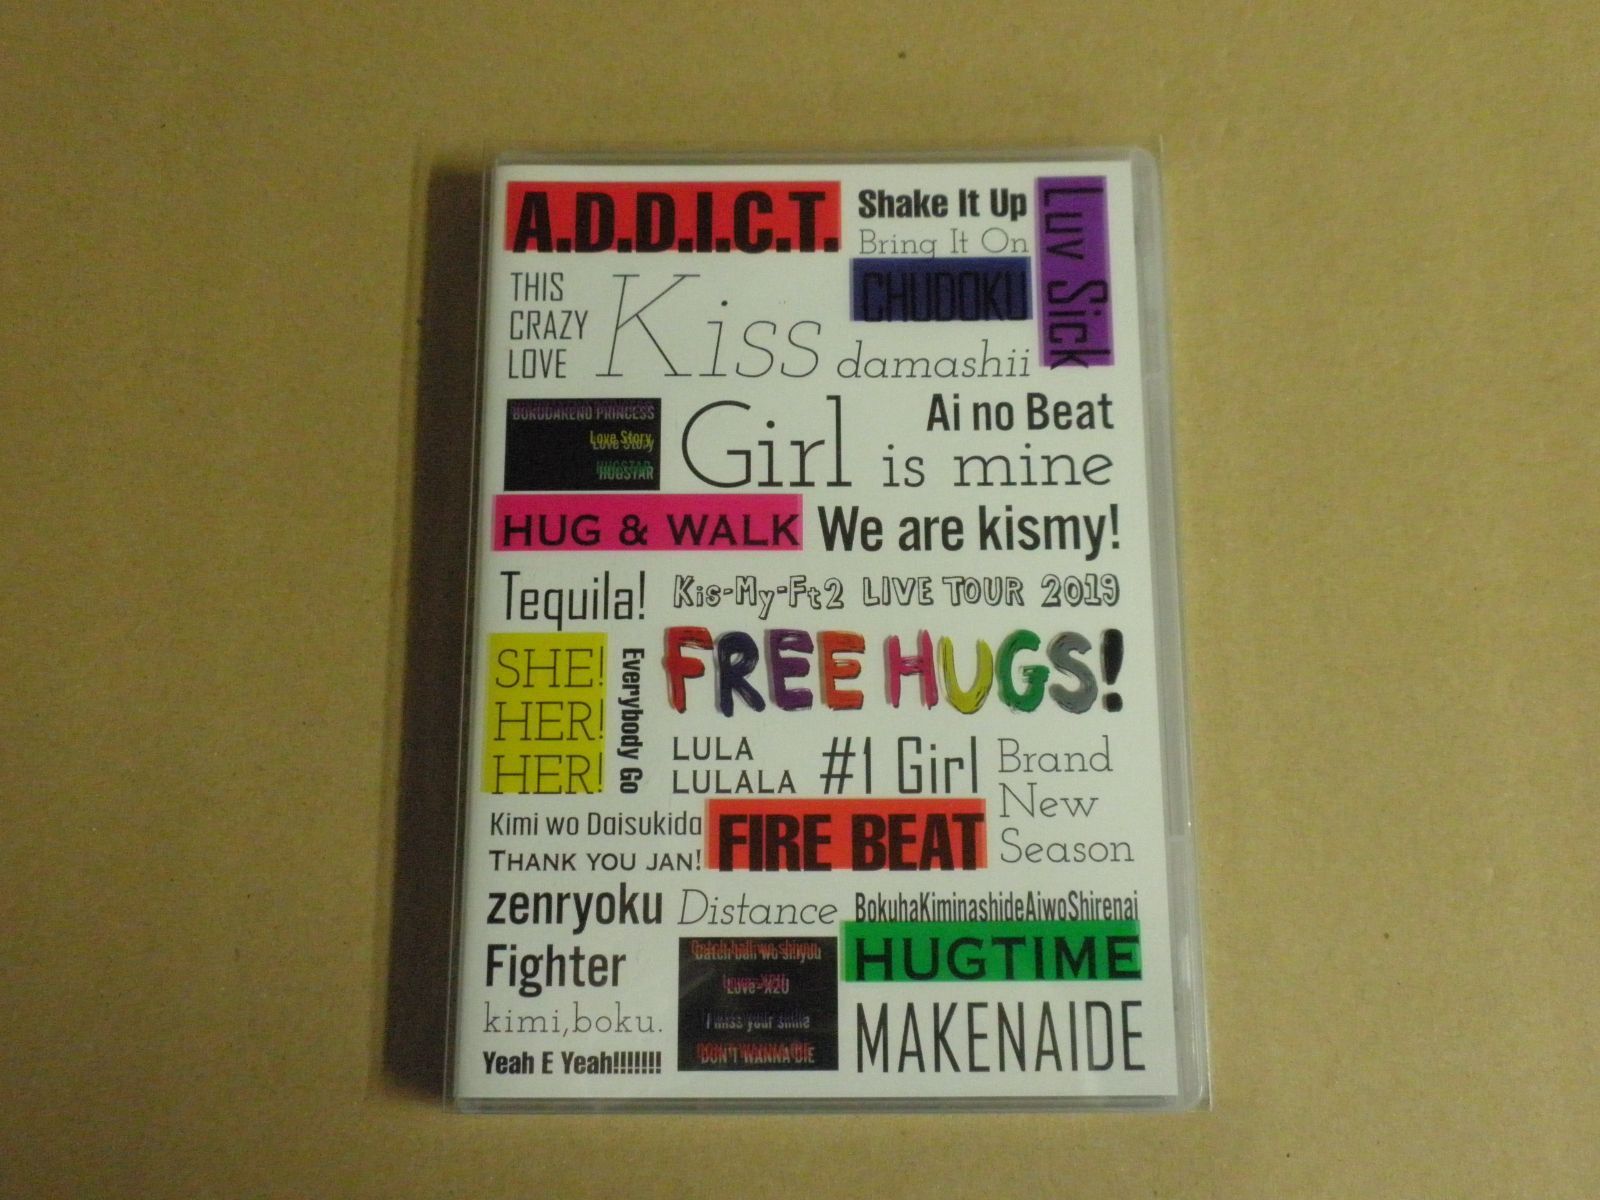 A.D.D.I.C.T.
Shake It Up
Bring It On
Luv Sick
CHUDOKU
THIS
CRAZY
LOVE
Kiss damashii
BOKUDAKENO PRINCESS
Love Story
HUGSTAR
Ai no Beat
Girl is mine
HUG & WALK
We are kismy!
Tequila!
Kis-My-Ft2 LIVE TOUR 2019
FREE HUGS!
SHE!
HER!
HER!
Everybody Go
LULA
LULALA
#1 Girl
Brand
New
Season
Kimi wo Daisukida
THANK YOU JAN!
FIRE BEAT
zenryoku
Fighter
Distance
BokuhaKiminashideAiwoShirenai
HUGTIME
kimi,boku.
Yeah E Yeah!!!!!!!
Catch ball wo shiyou
Love-X2U
I miss your smile
DON'T WANNA DIE
MAKENAIDE